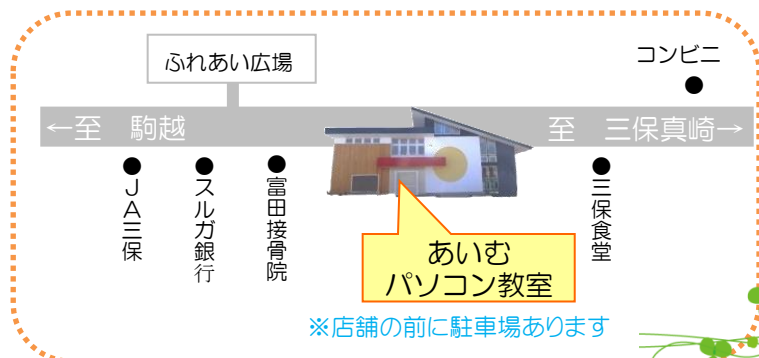 コンビニ
ふれあい広場
←至 駒越
至 三保真崎→
JA三保
スルガ銀行
富田接骨院
三保食堂
あいむ
パソコン教室
※店舗の前に駐車場あります